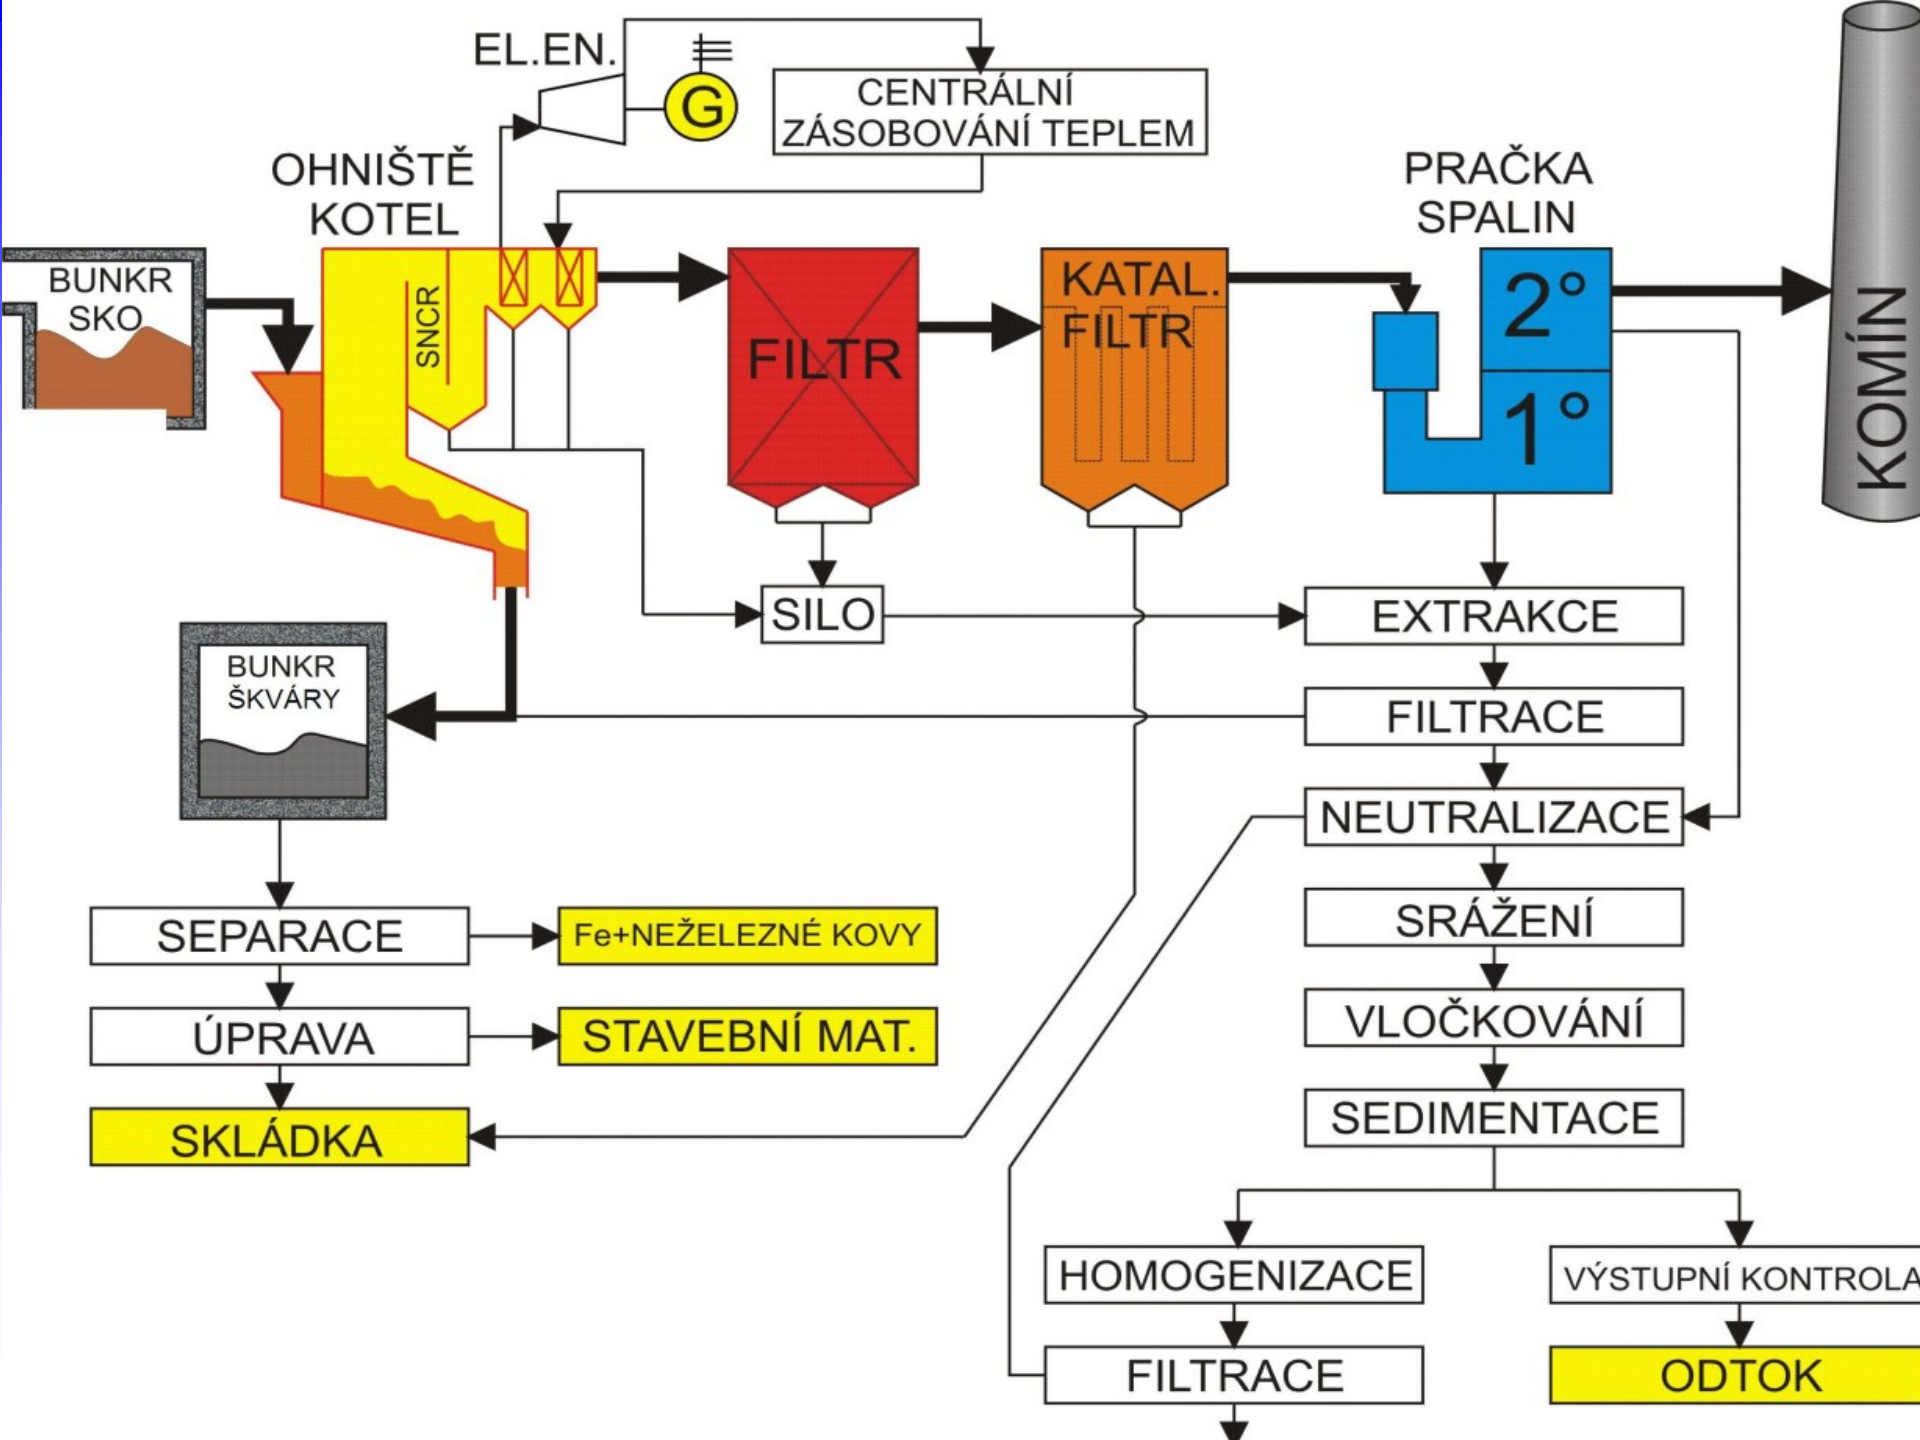 EL.EN.
G
CENTRÁLNÍ
ZÁSOBOVÁNÍ TEPLEM
OHNIŠTĚ
KOTEL
PRAČKA
SPALIN
BUNKR
SKO
SNCR
FILTR
KATAL.
FILTR
2°
1°
KOMÍN
SILO
EXTRAKCE
BUNKR
ŠKVÁRY
FILTRACE
NEUTRALIZACE
SEPARACE
Fe+NEŽELEZNÉ KOVY
SRÁŽENÍ
ÚPRAVA
STAVEBNÍ MAT.
VLOČKOVÁNÍ
SKLÁDKA
SEDIMENTACE
HOMOGENIZACE
VÝSTUPNÍ KONTROLA
FILTRACE
ODTOK